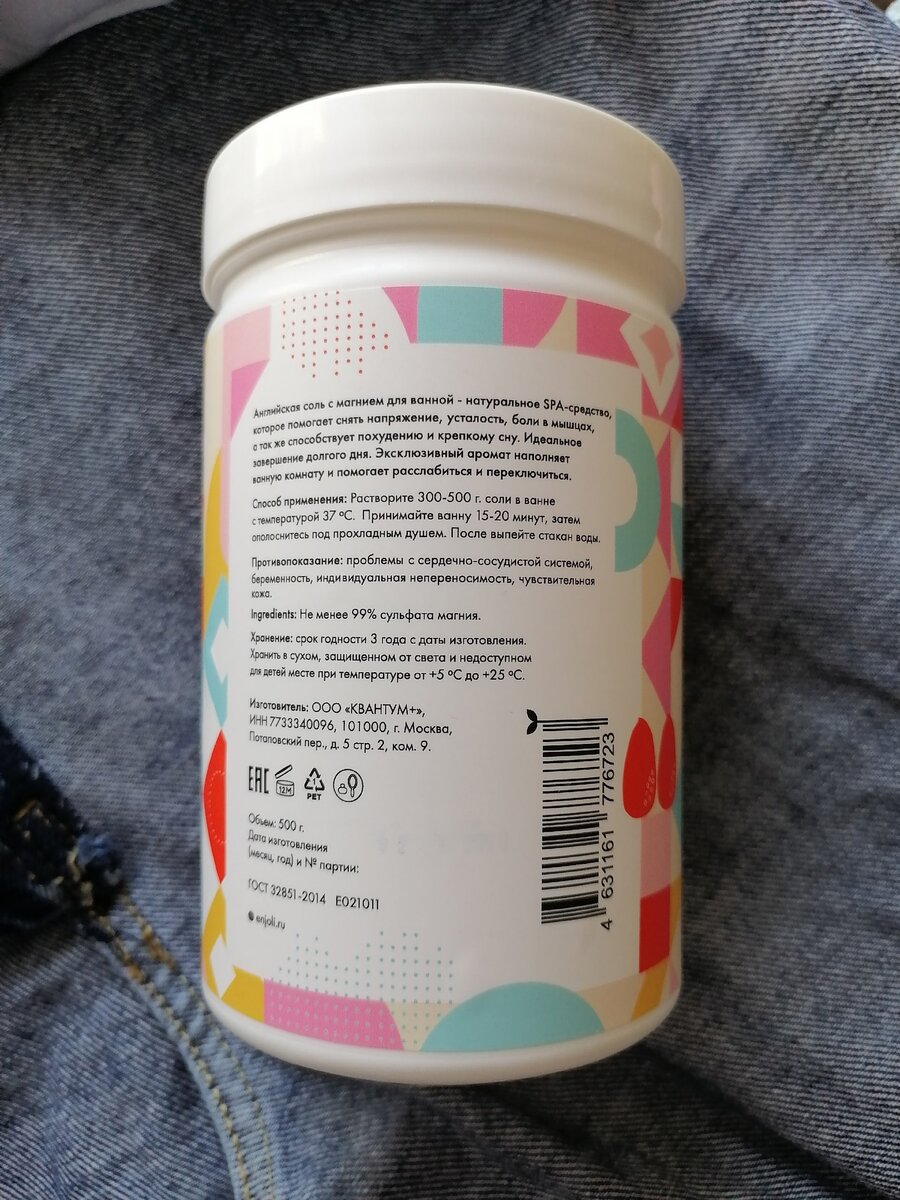 Английская соль с магнием для ванной - натуральное SPA-средство,
которое помогает снять напряжение, усталость, боли в мышцах,
а так же способствует похудению и крепкому сну. Идеальное
завершение долгого дня. Эксклюзивный аромат наполняет
ванную комнату и помогает расслабиться и переключиться.
Способ применения: Растворите 300-500 г. соли в ванне
с температурой 37 ºC. Принимайте ванну 15-20 минут, затем
ополоснитесь под прохладным душем. После выпейте стакан воды.
Противопоказание: проблемы с сердечно-сосудистой системой,
беременность, индивидуальная непереносимость, чувствительная
кожа.
Ingredients: Не менее 99% сульфата магния.
Хранение: срок годности 3 года с даты изготовления.
Хранить в сухом, защищенном от света и недоступном
для детей месте при температуре от +5 ºC до +25 ºC.
Изготовитель: ООО «КВАНТУМ+»,
ИНН 7733340096, 101000, г. Москва,
Потаповский пер., д. 5 стр. 2, ком. 9.
EAC 12M PET
Объем: 500 г.
Дата изготовления
(месяц, год) и № партии:
ГОСТ 32851-2014 E021011
enjoli.ru
4 631161 776723